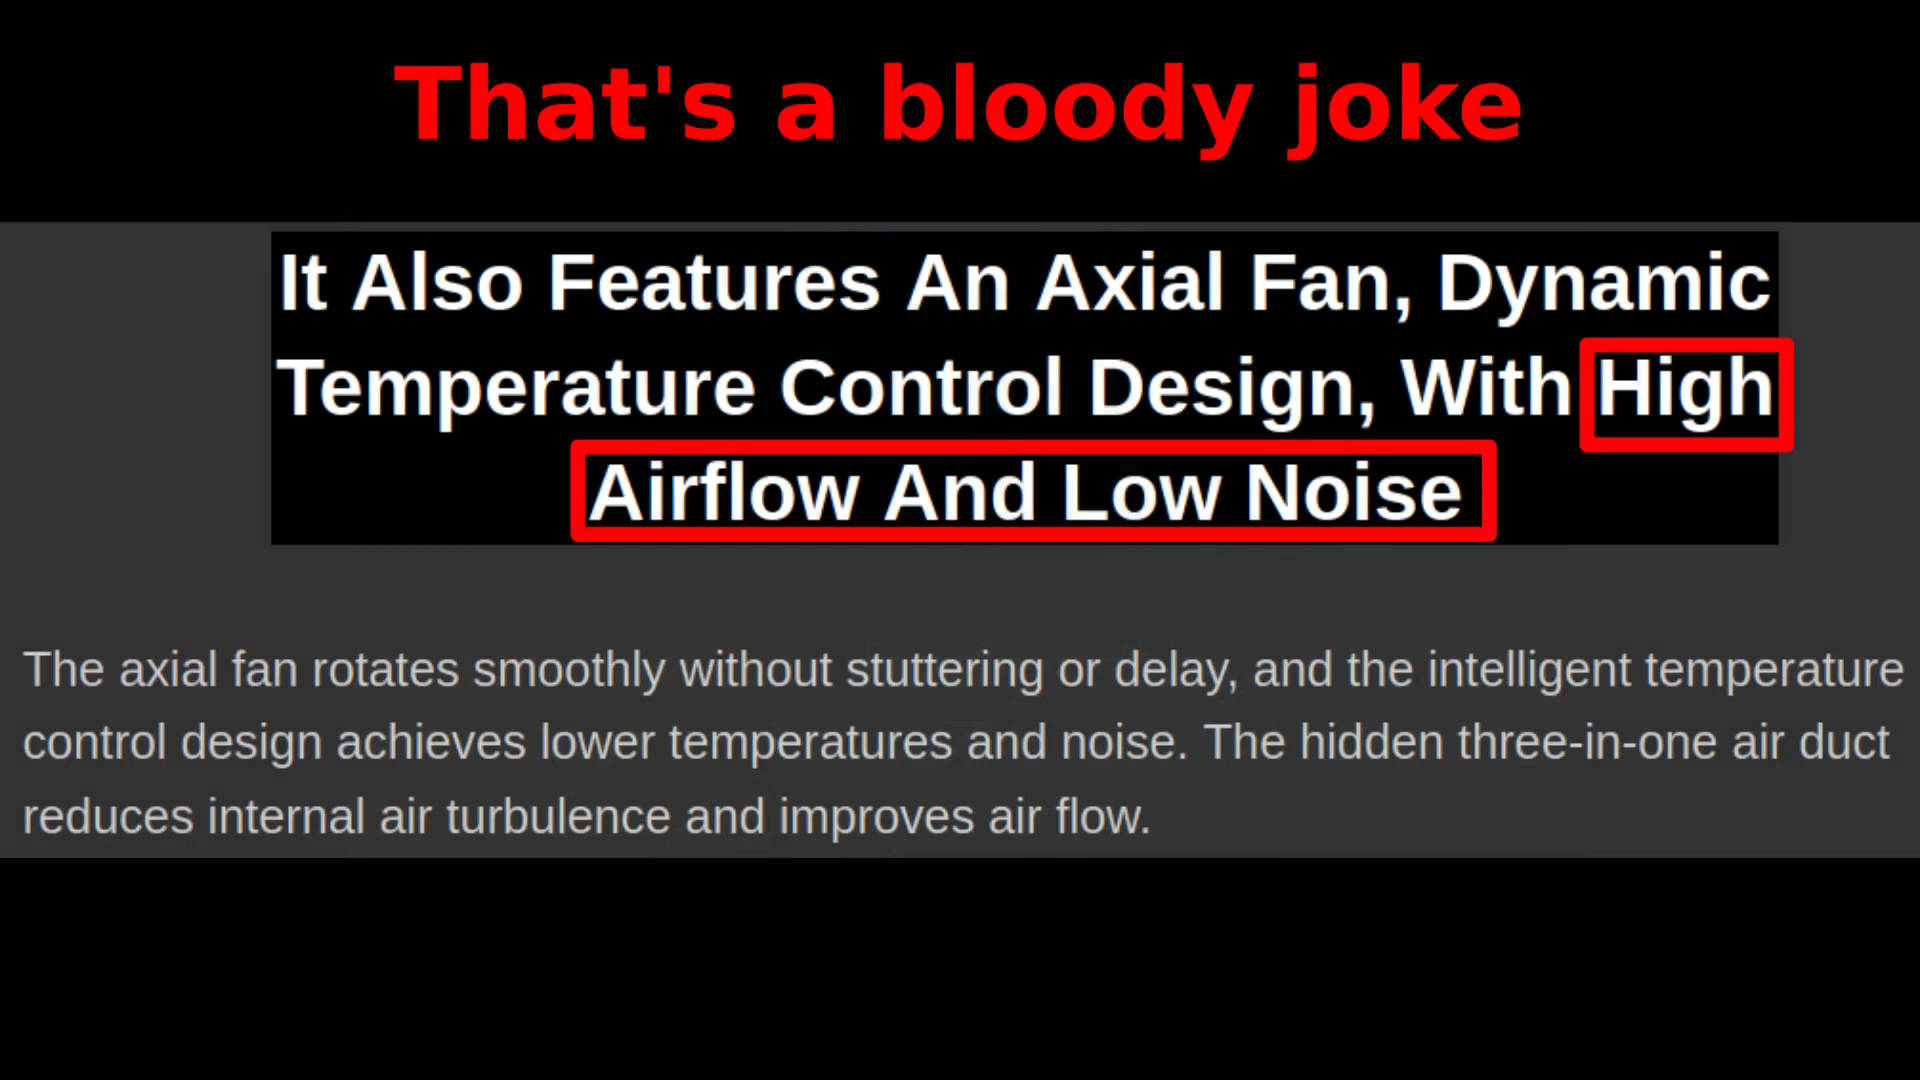 That's a bloody joke
It Also Features An Axial Fan, Dynamic
Temperature Control Design, With High
Airflow And Low Noise
The axial fan rotates smoothly without stuttering or delay, and the intelligent temperature
control design achieves lower temperatures and noise. The hidden three-in-one air duct
reduces internal air turbulence and improves air flow.